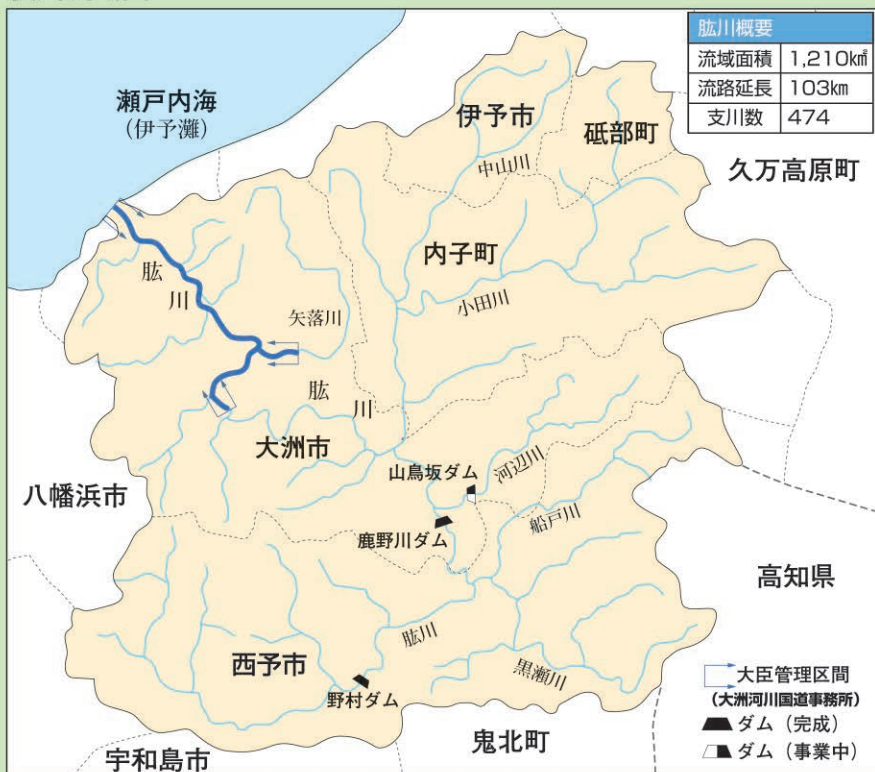 肱川概要
流域面積 1,210㎢
流路延長 103㎞
支川数 474
瀬戸内海
(伊予灘)
伊予市
砥部町
中山川
久万高原町
内子町
肱川
小田川
矢落川
肱川
大洲市
山鳥坂ダム
河辺川
八幡浜市
船戸川
鹿野川ダム
高知県
肱川
西予市
黒瀬川
野村ダム
大臣管理区間
(大洲河川国道事務所)
ダム(完成)
ダム(事業中)
鬼北町
宇和島市